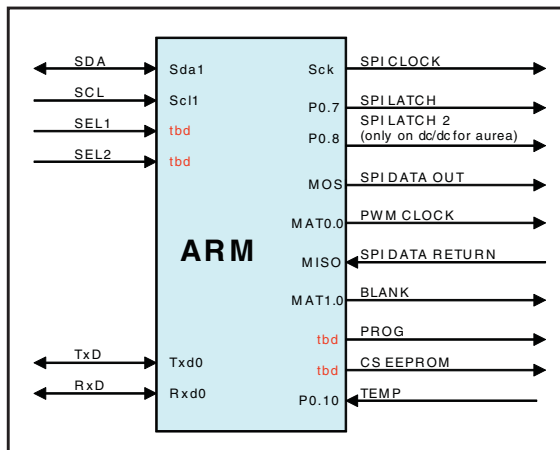 SDA
SCL
SEL1
SEL2
TxD
RxD
Sda1
Scl1
tbd
tbd
ARM
Txd0
Rxd0
Sck
P0.7
P0.8
MOS
MAT0.0
MISO
MAT1.0
tbd
tbd
P0.10
SPI CLOCK
SPI LATCH
SPI LATCH 2
(only on dc/dc for aurea)
SPI DATA OUT
PWM CLOCK
SPI DATA RETURN
BLANK
PROG
CS EEPROM
TEMP